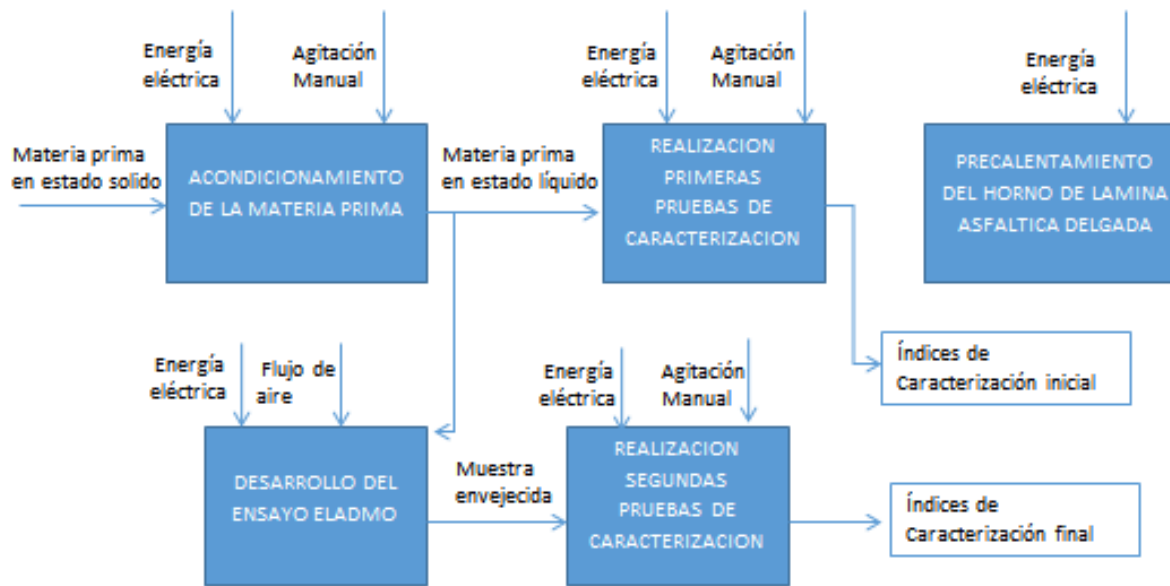 Energía
eléctrica
Agitación
Manual
Energía
eléctrica
Agitación
Manual
Energía
eléctrica
Materia prima
en estado solido
ACONDICIONAMIENTO
DE LA MATERIA PRIMA
Materia prima
en estado líquido
REALIZACION
PRIMERAS
PRUEBAS DE
CARACTERIZACION
PRECALENTAMIENTO
DEL HORNO DE LAMINA
ASFALTICA DELGADA
Índices de
Caracterización inicial
Energía
eléctrica
Flujo de
aire
Energía
eléctrica
Agitación
Manual
DESARROLLO DEL
ENSAYO ELADMO
Muestra
envejecida
REALIZACION
SEGUNDAS
PRUEBAS DE
CARACTERIZACION
Índices de
Caracterización final